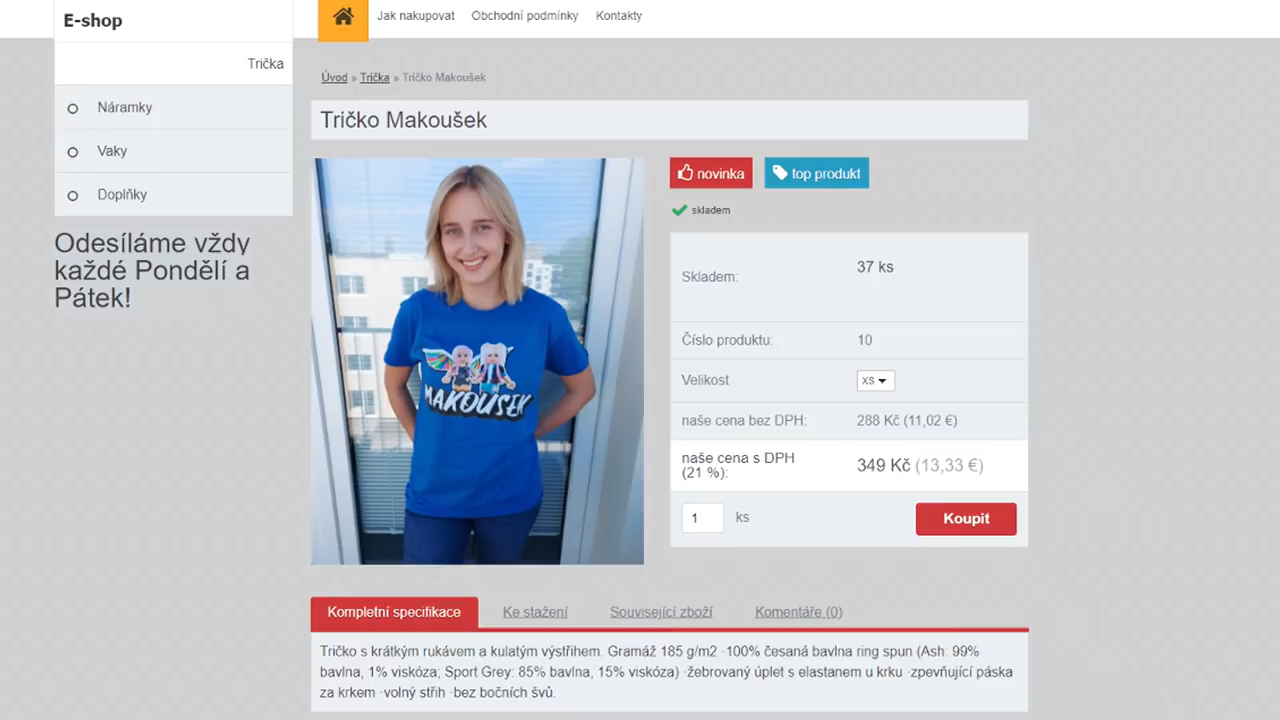 E-shop
Jak nakupovat
Obchodní podmínky
Kontakty
Trička
Náramky
Vaky
Doplňky
Odesíláme vždy
každé Pondělí a
Pátek!
Úvod » Trička » Tričko Makoušek
Tričko Makoušek
novinka
top produkt
skladem
MAKOUSEK
Skladem:
37 ks
Číslo produktu:
10
Velikost
XS
naše cena bez DPH:
288 Kč (11,02 €)
naše cena s DPH
(21 %):
349 Kč (13,33 €)
1
ks
Koupit
Kompletní specifikace
Ke stažení
Související zboží
Komentáře (0)
Tričko s krátkým rukávem a kulatým výstřihem. Gramáž 185 g/m2 ·100% česaná bavlna ring spun (Ash: 99%
bavlna, 1% viskóza; Sport Grey: 85% bavlna, 15% viskóza) ·žebrovaný úplet s elastanem u krku ·zpevňující páska
za krkem ·volný střih ·bez bočních švů.